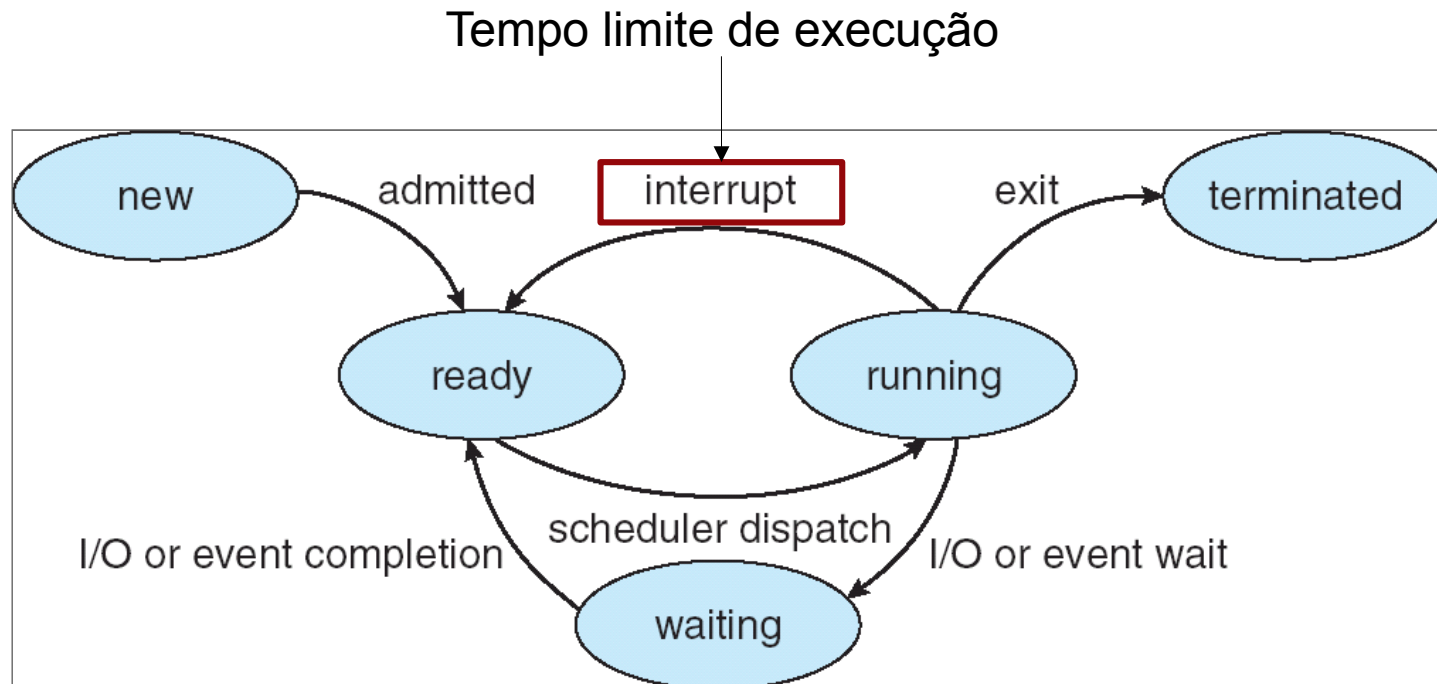 Tempo limite de execução
new
admitted
interrupt
exit
terminated
ready
running
I/O or event completion
scheduler dispatch
I/O or event wait
waiting